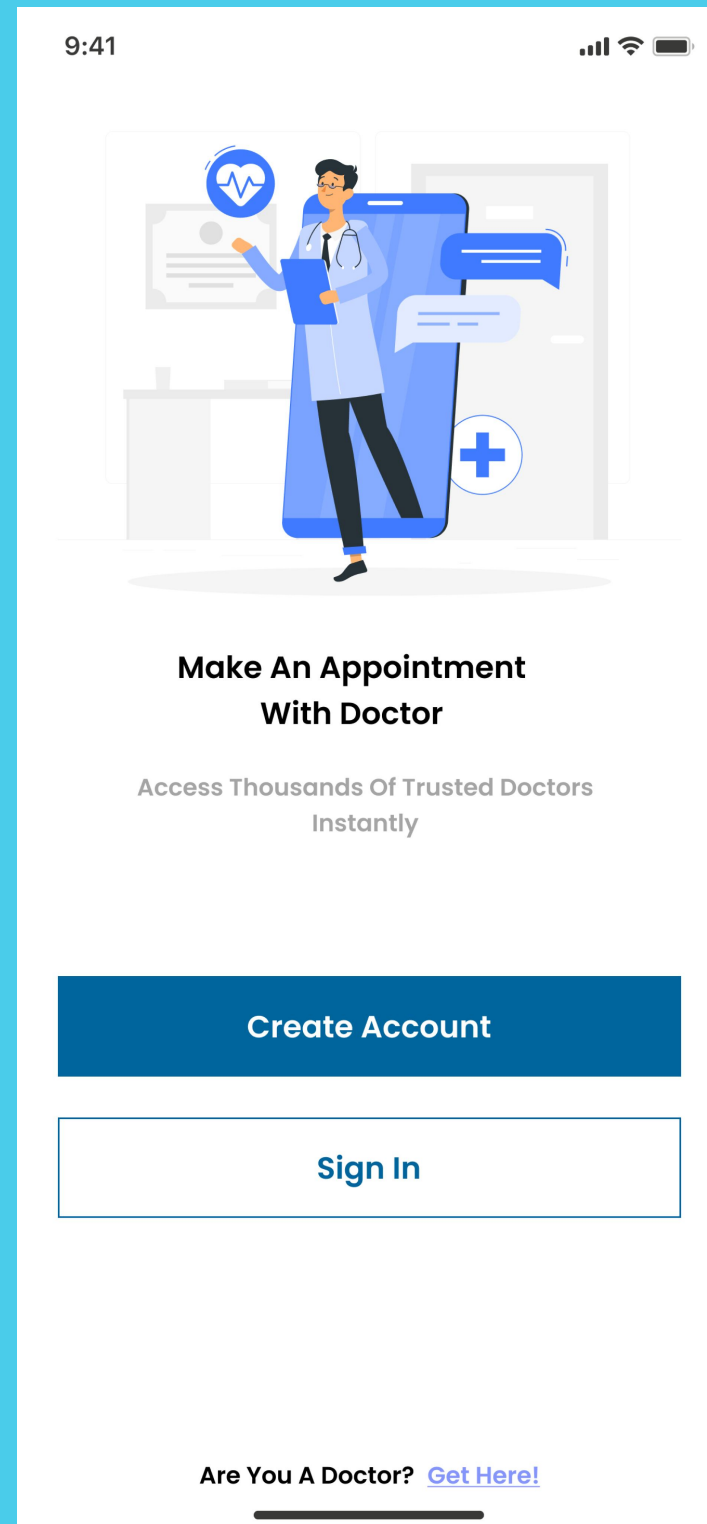 9:41
Make An Appointment
With Doctor
Access Thousands Of Trusted Doctors
Instantly
Create Account
Sign In
Are You A Doctor? Get Here!